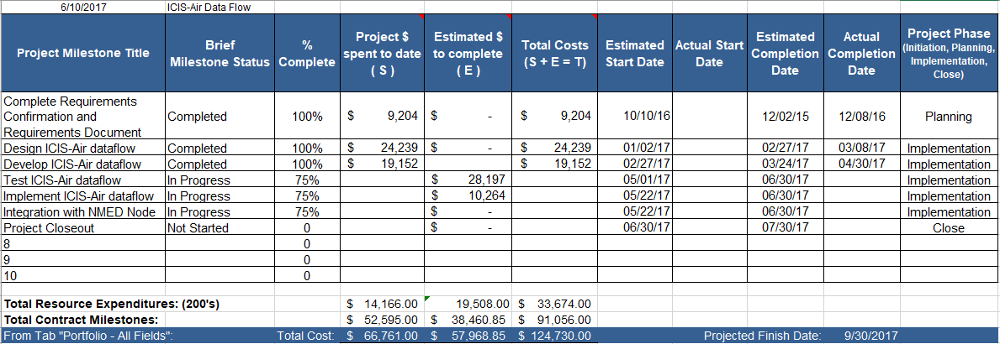 6/10/2017 ICIS-Air Data Flow
Project Milestone Title Brief Milestone Status % Complete Project $ spent to date ( S ) Estimated $ to complete ( E ) Total Costs (S + E = T) Estimated Start Date Actual Start Date Estimated Completion Date Actual Completion Date Project Phase (Initiation, Planning, Implementation, Close)
Complete Requirements Confirmation and Requirements Document Completed 100% $ 9,204 $ - $ 9,204 10/10/16 12/02/15 12/08/16 Planning
Design ICIS-Air dataflow Completed 100% $ 24,239 $ - $ 24,239 01/02/17 02/27/17 03/08/17 Implementation
Develop ICIS-Air dataflow Completed 100% $ 19,152 $ 19,152 02/27/17 03/24/17 04/30/17 Implementation
Test ICIS-Air dataflow In Progress 75% $ 28,197 05/01/17 06/30/17 Implementation
Implement ICIS-Air dataflow In Progress 75% $ 10,264 05/22/17 06/30/17 Implementation
Integration with NMED Node In Progress 75% $ - 05/22/17 06/30/17 Implementation
Project Closeout Not Started 0 $ - 06/30/17 07/30/17 Close
8 0
9 0
10 0
Total Resource Expenditures: (200's) $ 14,166.00 19,508.00 $ 33,674.00
Total Contract Milestones: $ 52,595.00 $ 38,460.85 $ 91,056.00
From Tab "Portfolio - All Fields": Total Cost: $ 66,761.00 $ 57,968.85 $ 124,730.00 Projected Finish Date: 9/30/2017